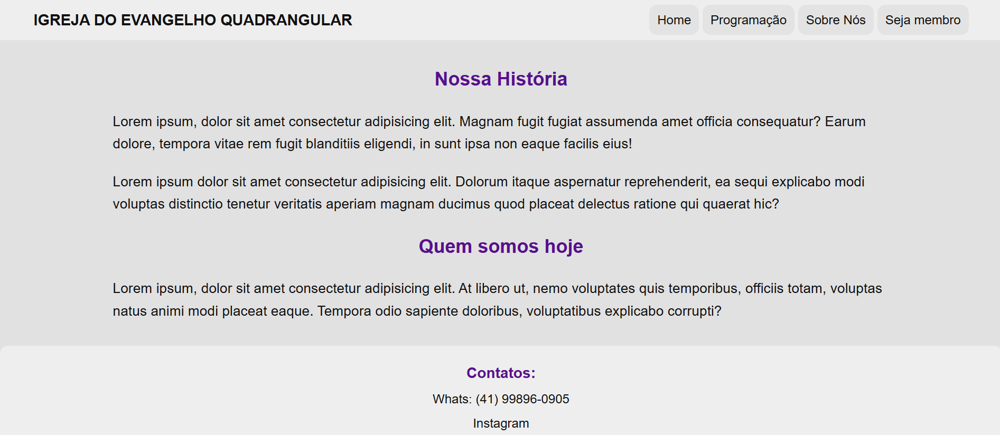 IGREJA DO EVANGELHO QUADRANGULAR
Home Programação Sobre Nós Seja membro
Nossa História
Lorem ipsum, dolor sit amet consectetur adipisicing elit. Magnam fugit fugiat assumenda amet officia consequatur? Earum
dolore, tempora vitae rem fugit blanditiis eligendi, in sunt ipsa non eaque facilis eius!
Lorem ipsum dolor sit amet consectetur adipisicing elit. Dolorum itaque aspernatur reprehenderit, ea sequi explicabo modi
voluptas distinctio tenetur veritatis aperiam magnam ducimus quod placeat delectus ratione qui quaerat hic?
Quem somos hoje
Lorem ipsum, dolor sit amet consectetur adipisicing elit. At libero ut, nemo voluptates quis temporibus, officiis totam, voluptas
natus animi modi placeat eaque. Tempora odio sapiente doloribus, voluptatibus explicabo corrupti?
Contatos:
Whats: (41) 99896-0905
Instagram